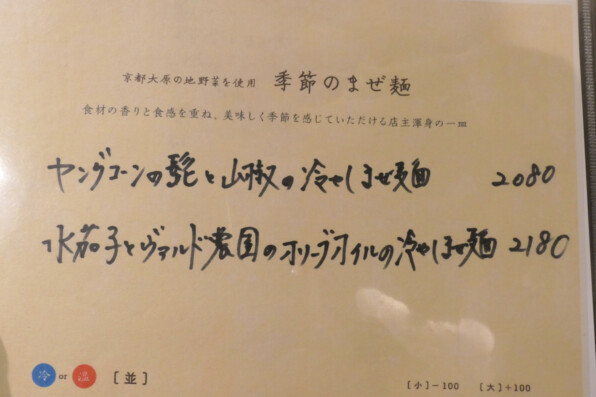 京都大原の地野菜を使用 季節のまぜ麺
食材の香りと食感を重ね、美味しく季節を感じていただける店主渾身の一皿
ヤングコーンの髭と山椒の冷やしまぜ麺 2080
水茄子とヴァルド農園のオリーブオイルの冷やしまぜ麺 2180
冷 or 温 [並] [小]-100 [大]+100